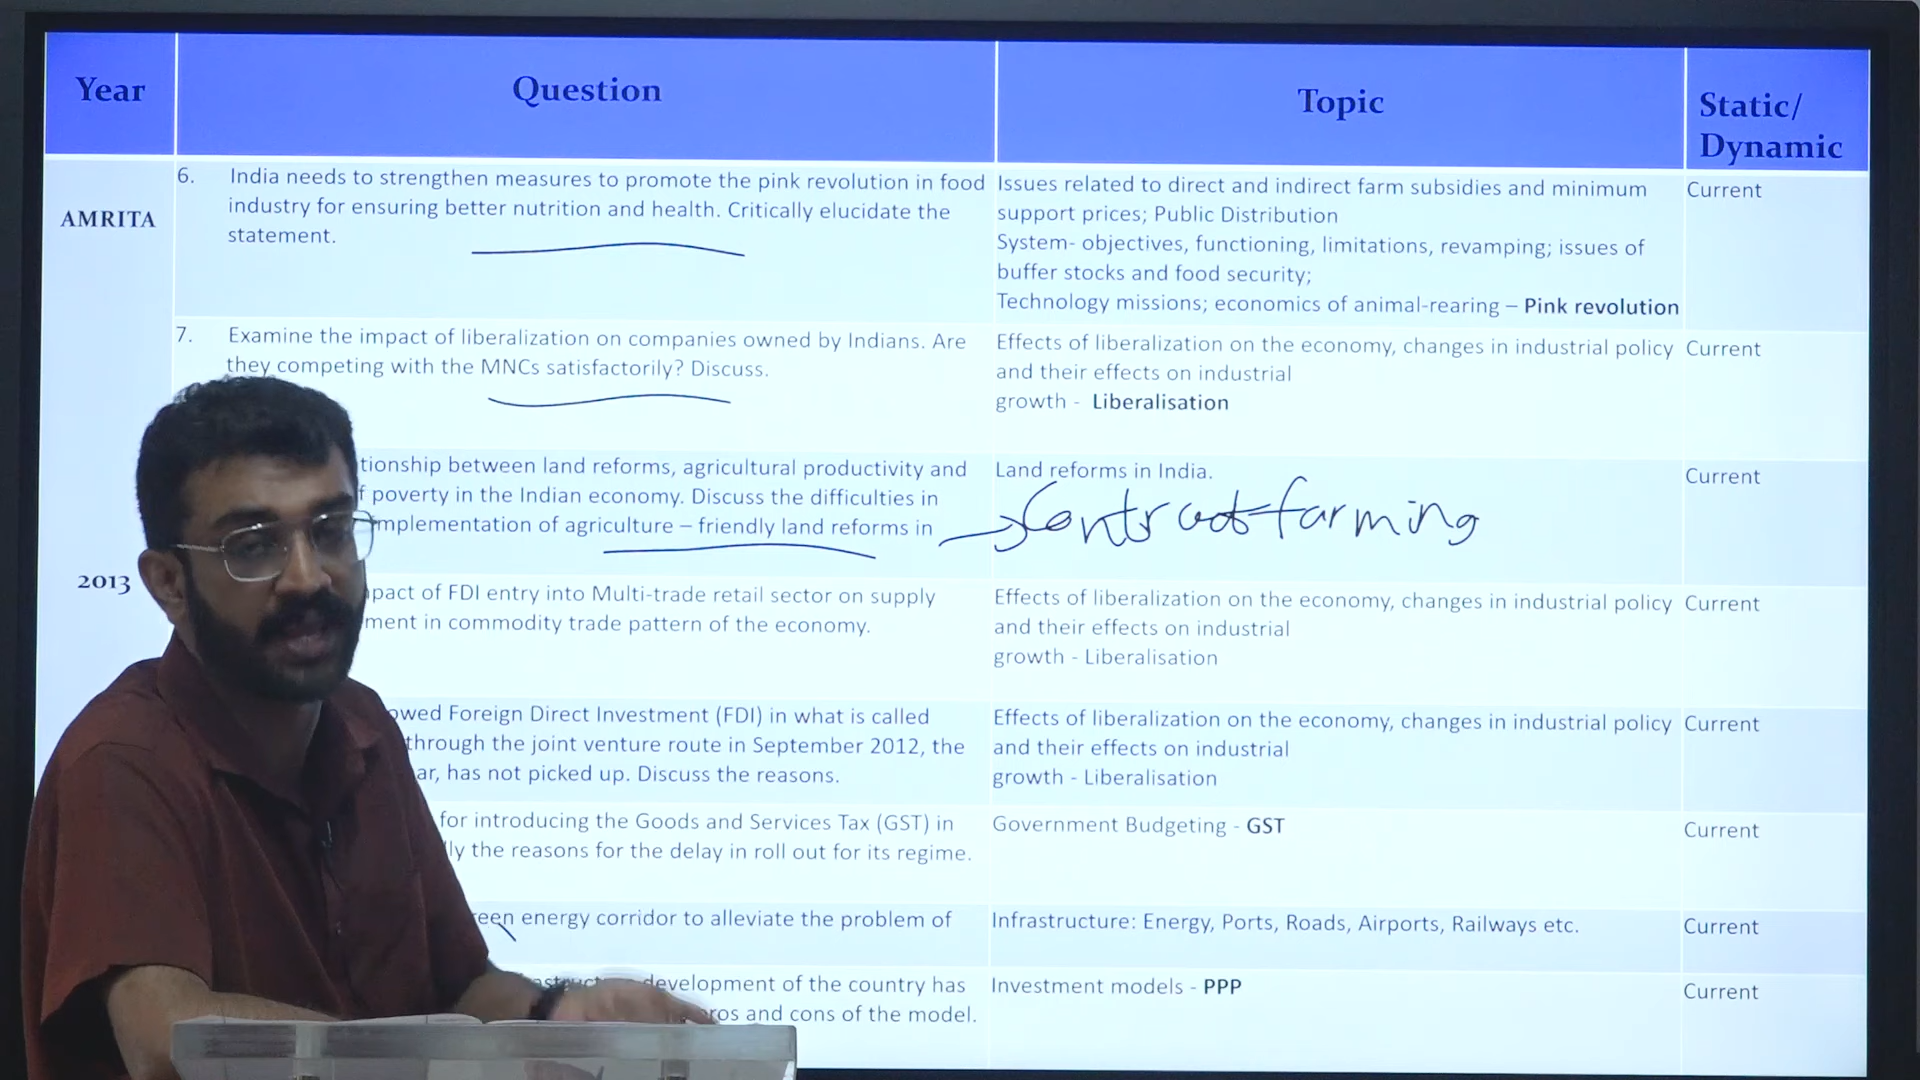 Year
Question
Topic
Static/
Dynamic
AMRITA
6. India needs to strengthen measures to promote the pink revolution in food
industry for ensuring better nutrition and health. Critically elucidate the
statement.
Issues related to direct and indirect farm subsidies and minimum
support prices; Public Distribution
System- objectives, functioning, limitations, revamping; issues of
buffer stocks and food security;
Technology missions; economics of animal-rearing – Pink revolution
Current
7. Examine the impact of liberalization on companies owned by Indians. Are
they competing with the MNCs satisfactorily? Discuss.
Effects of liberalization on the economy, changes in industrial policy
and their effects on industrial
growth - Liberalisation
Current
2013
between land reforms, agricultural productivity and
poverty in the Indian economy. Discuss the difficulties in
implementation of agriculture – friendly land reforms in
Land reforms in India.
Contract farming
Current
of FDI entry into Multi-trade retail sector on supply
in commodity trade pattern of the economy.
Effects of liberalization on the economy, changes in industrial policy
and their effects on industrial
growth - Liberalisation
Current
Foreign Direct Investment (FDI) in what is called
through the joint venture route in September 2012, the
has not picked up. Discuss the reasons.
Effects of liberalization on the economy, changes in industrial policy
and their effects on industrial
growth - Liberalisation
Current
for introducing the Goods and Services Tax (GST) in
the reasons for the delay in roll out for its regime.
Government Budgeting - GST
Current
energy corridor to alleviate the problem of
Infrastructure: Energy, Ports, Roads, Airports, Railways etc.
Current
development of the country has
and cons of the model.
Investment models - PPP
Current